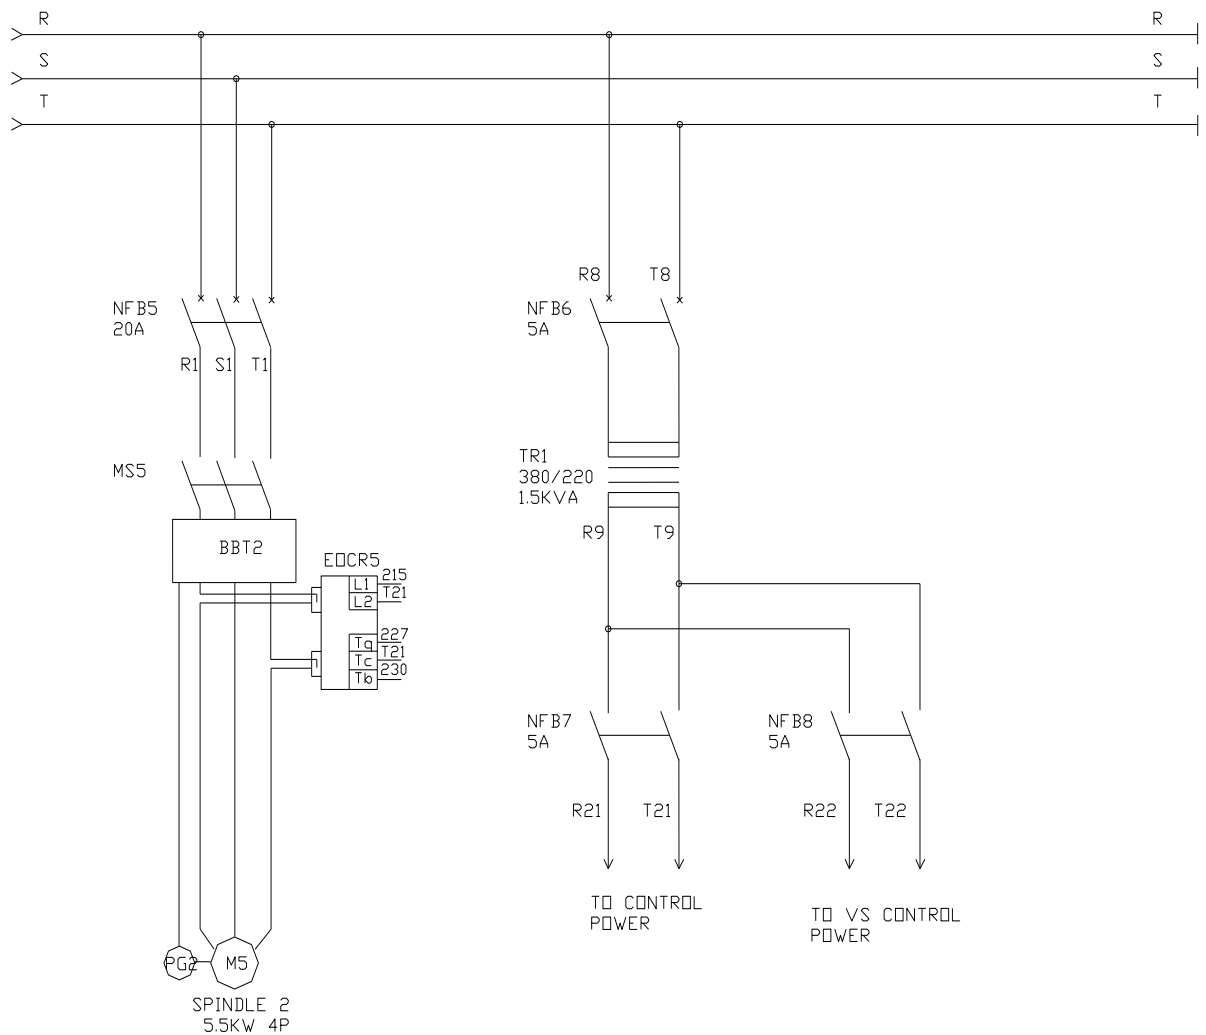 R
R
S
S
T
T
R8
T8
NFB5
20A
NFB6
5A
R1
S1
T1
MS5
TR1
380/220
1.5KVA
R9
T9
BBT2
EOCR5
L1
215
L2
T21
Ta
227
Tc
T21
Tb
230
NFB7
5A
NFB8
5A
R21
T21
R22
T22
TO CONTROL
POWER
TO VS CONTROL
POWER
PG2
M5
SPINDLE 2
5.5KW 4P